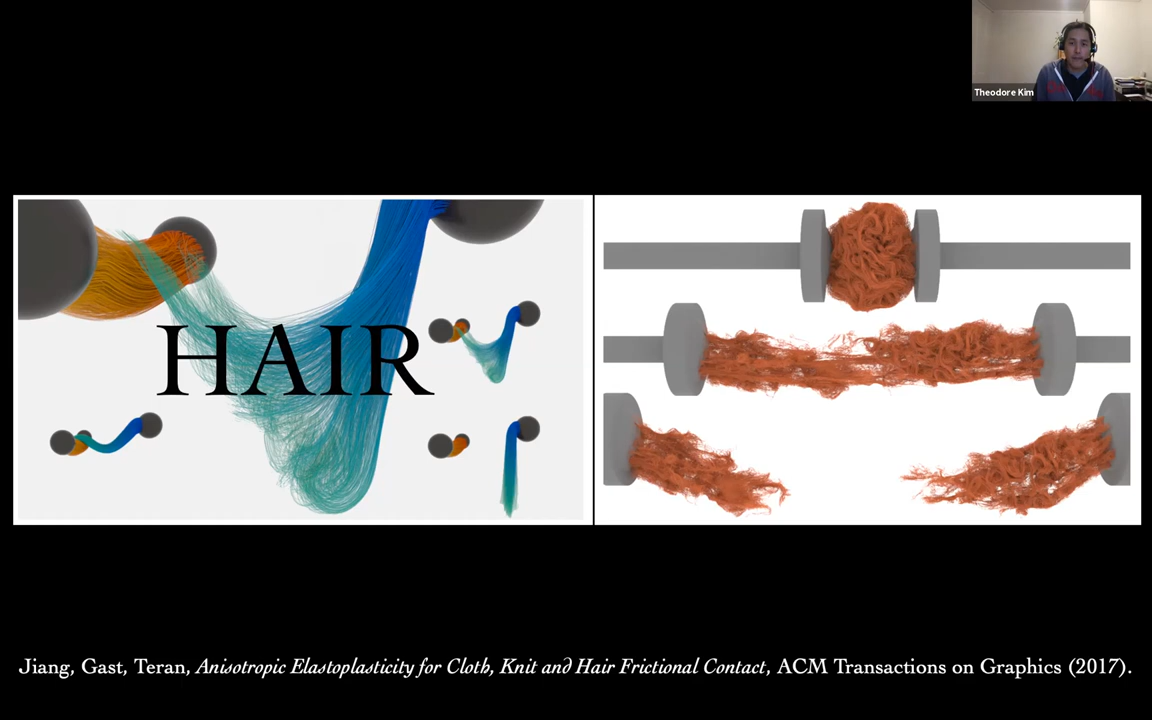 Theodore Kim
HAIR
Jiang, Gast, Teran, Anisotropic Elastoplasticity for Cloth, Knit and Hair Frictional Contact, ACM Transactions on Graphics (2017).